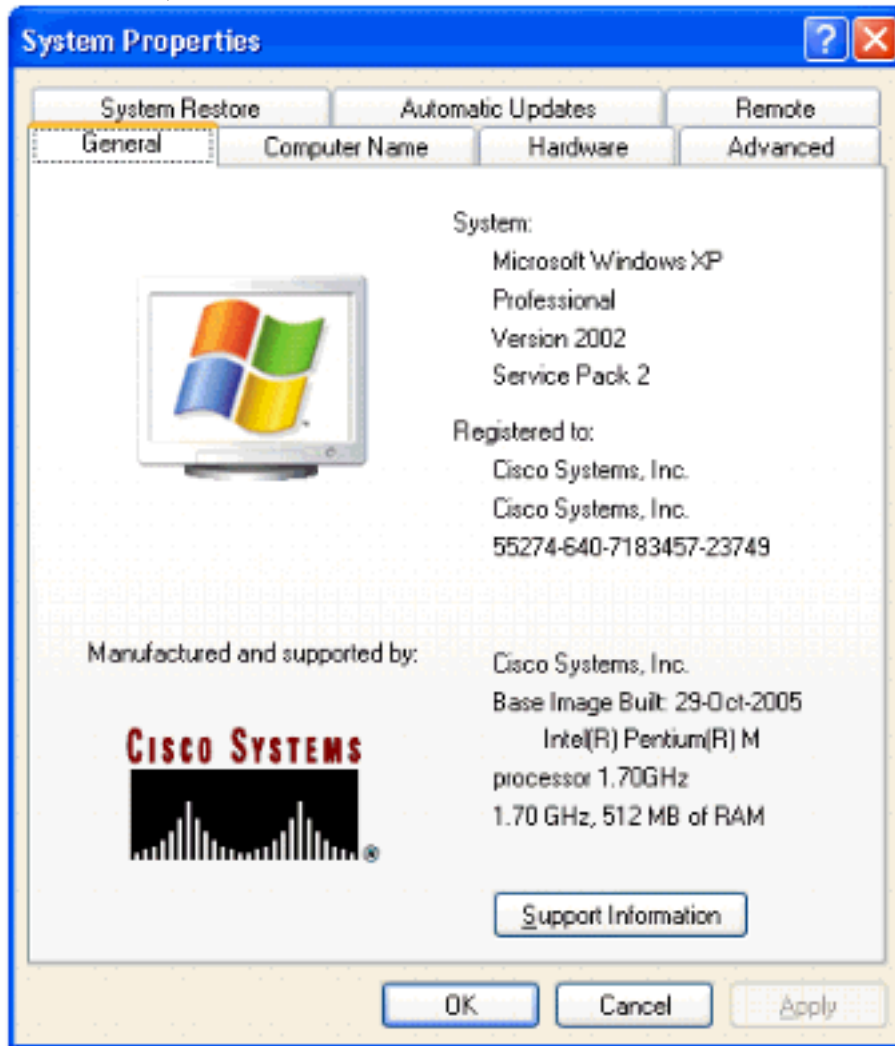 System Properties
System Restore
Automatic Updates
Remote
General
Computer Name
Hardware
Advanced
System:
Microsoft Windows XP
Professional
Version 2002
Service Pack 2
Registered to:
Cisco Systems, Inc.
Cisco Systems, Inc.
55274-640-7183457-23749
Manufactured and supported by:
Cisco Systems, Inc.
Base Image Built: 29-Oct-2005
Intel(R) Pentium(R) M
processor 1.70GHz
1.70 GHz, 512 MB of RAM
CISCO SYSTEMS
®
Support Information
OK
Cancel
Apply